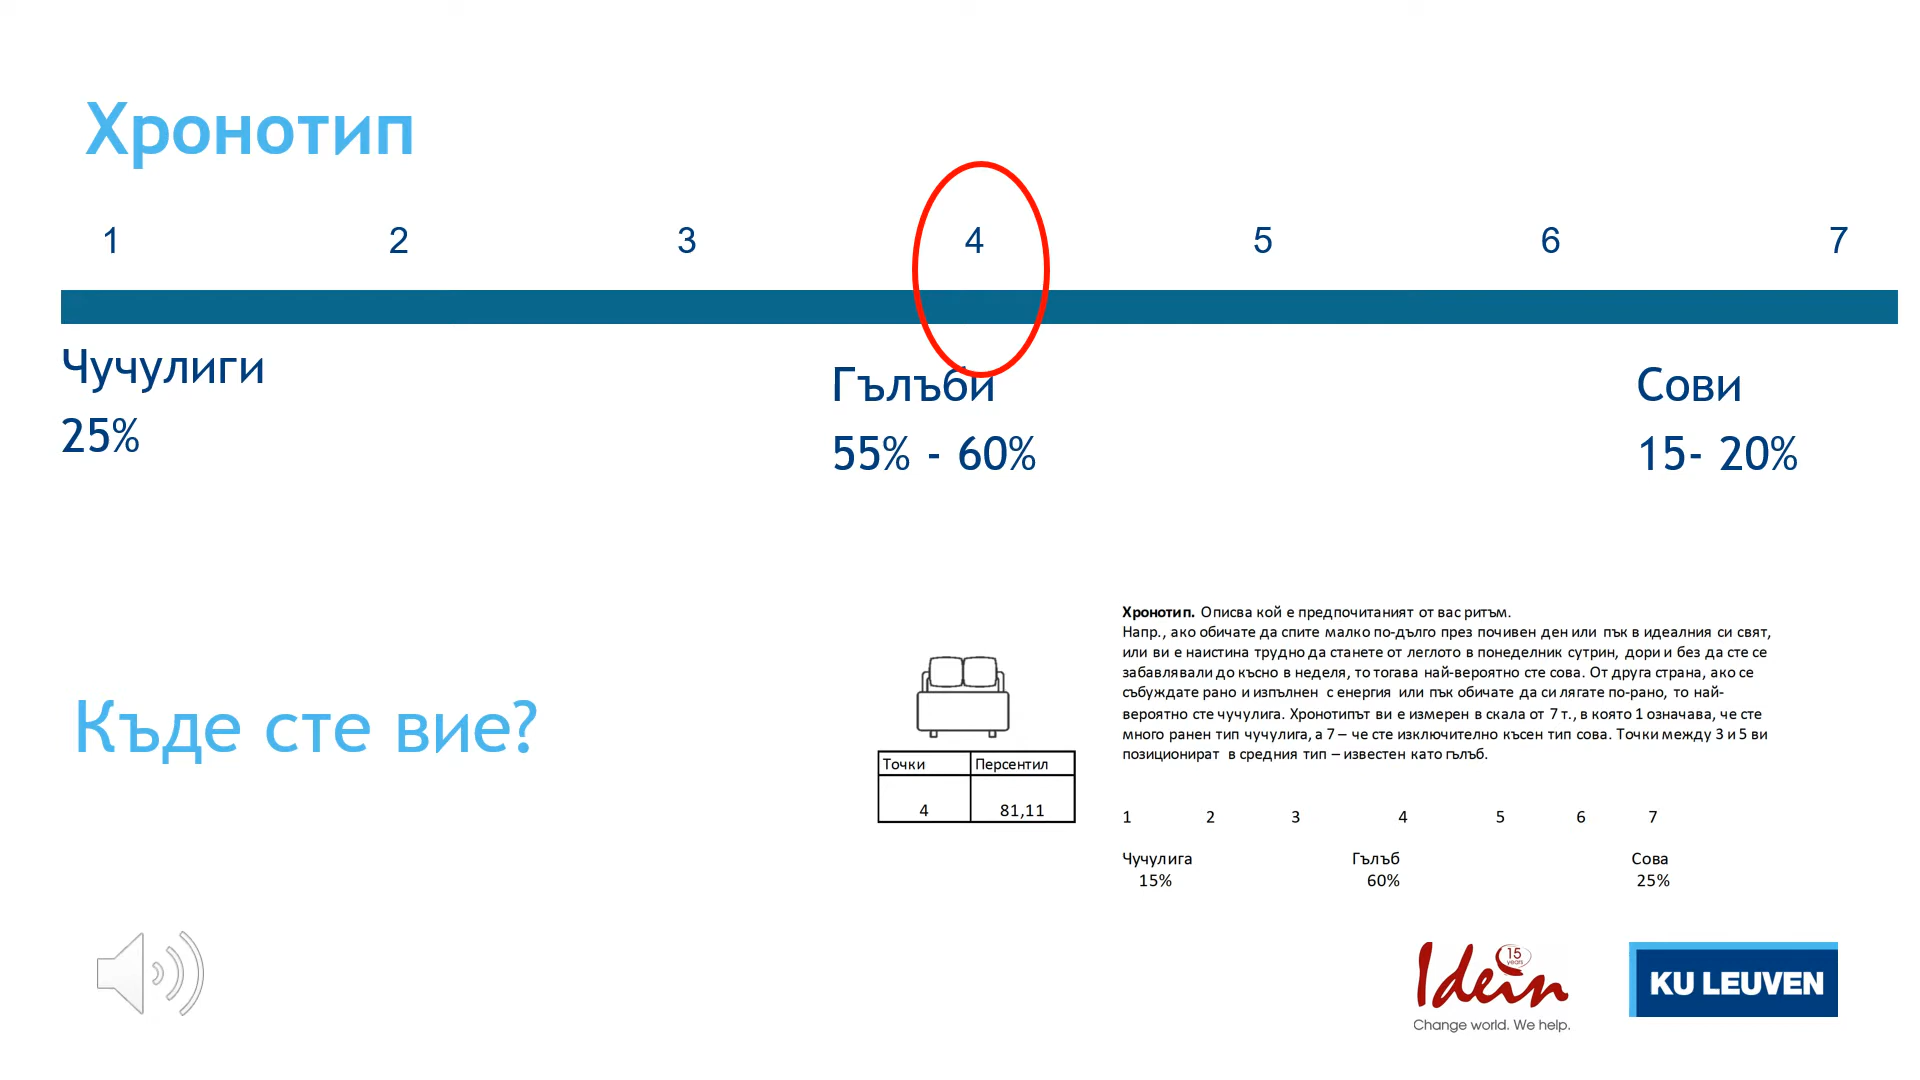 Хронотип
1 2 3 4 5 6 7
Чучулиги
25%
Гълъби
55% - 60%
Сови
15- 20%
Къде сте вие?
Точки Персентил
4 81,11
Хронотип. Описва кой е предпочитаният от вас ритъм.
Напр., ако обичате да спите малко по-дълго през почивен ден или пък в идеалния си свят,
или ви е наистина трудно да станете от леглото в понеделник сутрин, дори и без да сте се
забавлявали до късно в неделя, то тогава най-вероятно сте сова. От друга страна, ако се
събуждате рано и изпълнен с енергия или пък обичате да си лягате по-рано, то най-
вероятно сте чучулига. Хронотипът ви е измерен в скала от 7 т., в която 1 означава, че сте
много ранен тип чучулига, а 7 – че сте изключително късен тип сова. Точки между 3 и 5 ви
позиционират в средния тип – известен като гълъб.
1 2 3 4 5 6 7
Чучулига Гълъб Сова
15% 60% 25%
Idein
15
years
Change world. We help.
KU LEUVEN